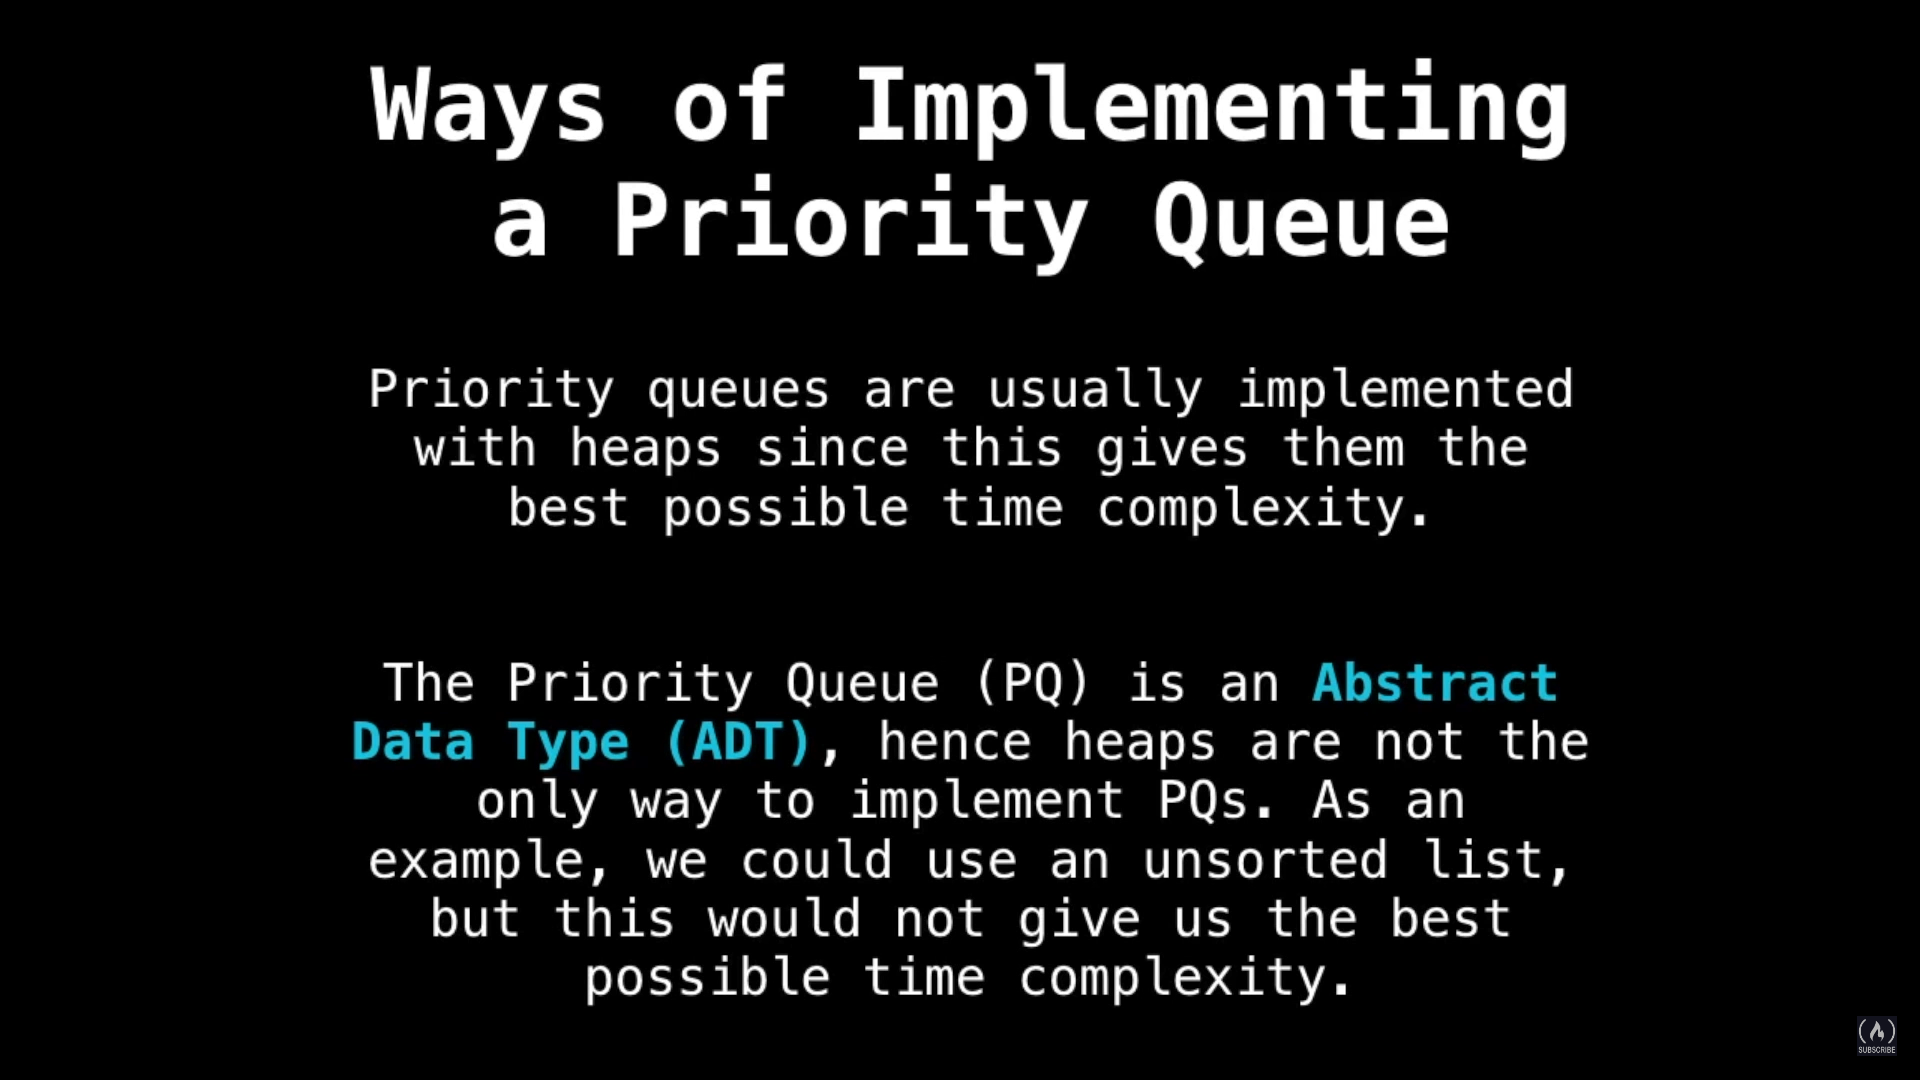 Ways of Implementing
a Priority Queue
Priority queues are usually implemented
with heaps since this gives them the
best possible time complexity.
The Priority Queue (PQ) is an Abstract
Data Type (ADT), hence heaps are not the
only way to implement PQs. As an
example, we could use an unsorted list,
but this would not give us the best
possible time complexity.
SUBSCRIBE